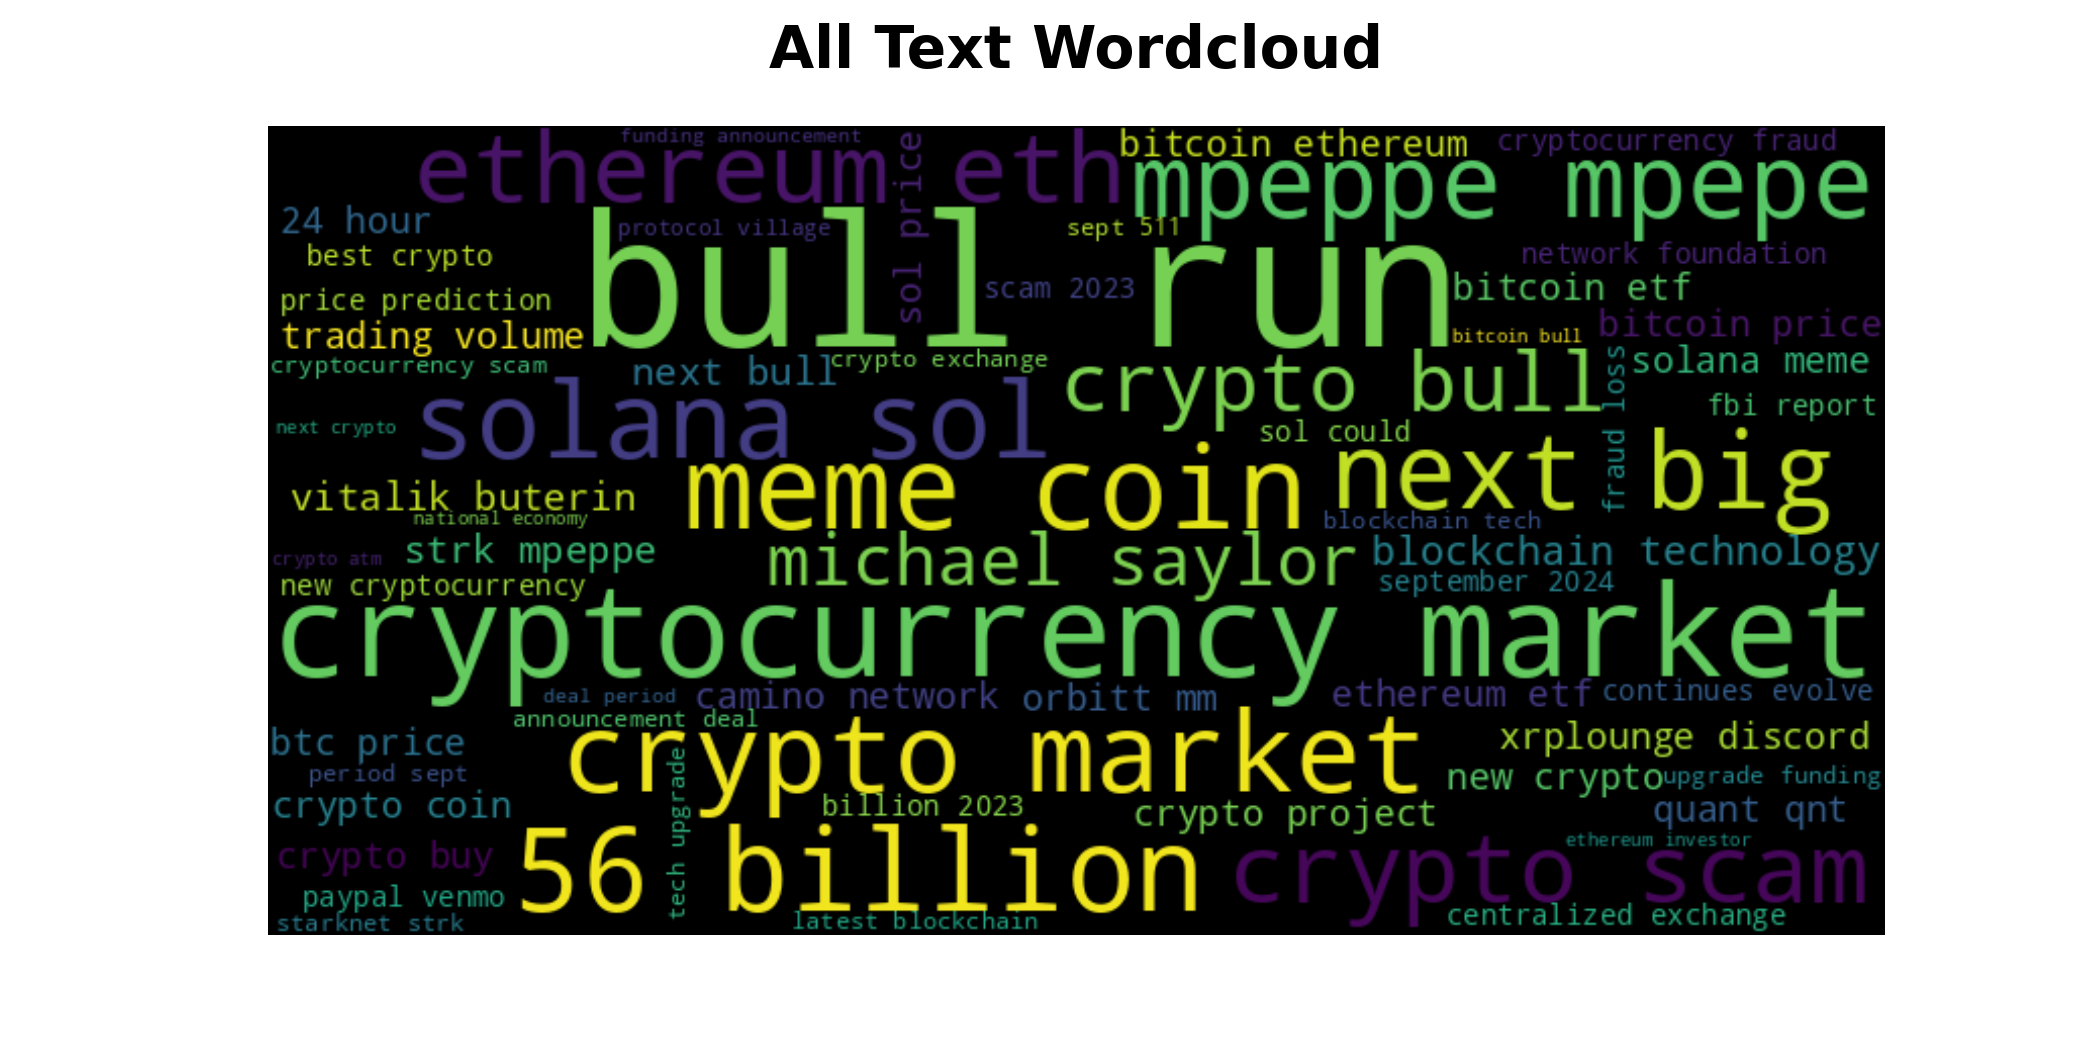 All Text Wordcloud
funding announcement
ethereum eth
sol price
bitcoin ethereum
cryptocurrency fraud
mpeppe mpepe
24 hour
protocol village
sept 511
best crypto
bull run
network foundation
scam 2023
bitcoin etf
price prediction
trading volume
bitcoin bull
bitcoin price
cryptocurrency scam
next bull
crypto exchange
crypto bull
fraud loss
solana meme
next crypto
solana sol
sol could
fbi report
vitalik buterin
meme coin
next big
national economy
blockchain tech
crypto atm
strk mpeppe
michael saylor
blockchain technology
new cryptocurrency
september 2024
cryptocurrency market
deal period
camino network
orbitt mm
ethereum etf
continues evolve
announcement deal
btc price
crypto market
xrplounge discord
period sept
tech upgrade
new crypto
upgrade funding
crypto coin
billion 2023
crypto project
quant qnt
crypto buy
56 billion
crypto scam
ethereum investor
paypal venmo
starknet strk
latest blockchain
centralized exchange